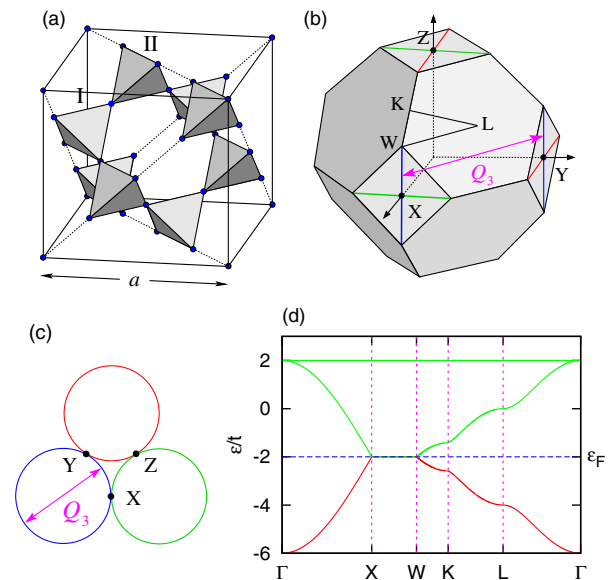 (a)
II
I
a
(b)
Z
K
L
W
Q₃
Y
X
(c)
Y
Z
X
Q₃
(d)
ε/t
2
0
-2
-4
-6
εF
Γ X W K L Γ